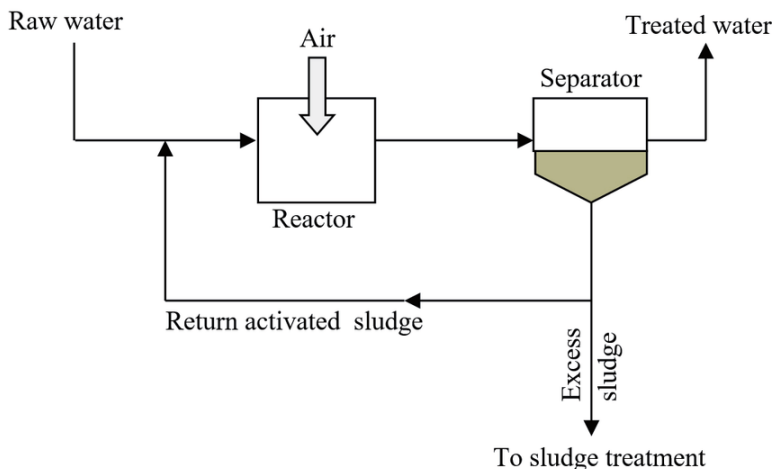 Raw water
Air
Treated water
Separator
Reactor
Return activated sludge
Excess
sludge
To sludge treatment